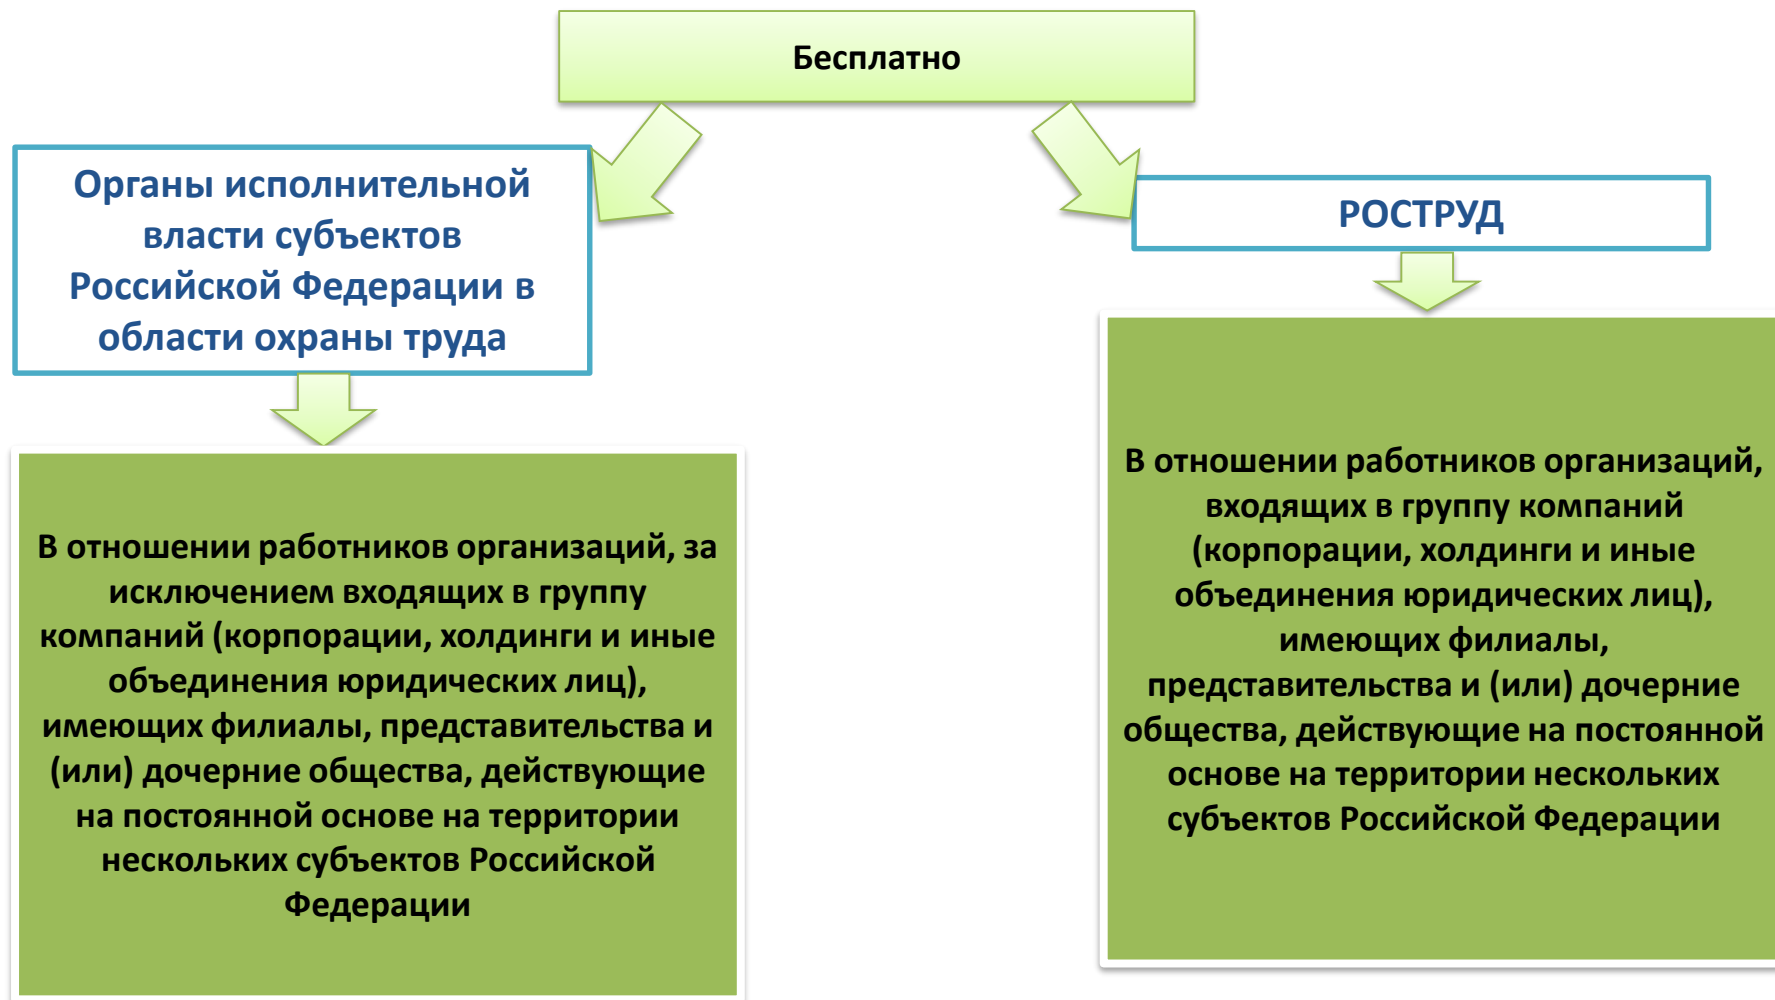 Бесплатно
Органы исполнительной
власти субъектов
Российской Федерации в
области охраны труда
В отношении работников организаций, за
исключением входящих в группу
компаний (корпорации, холдинги и иные
объединения юридических лиц),
имеющих филиалы, представительства и
(или) дочерние общества, действующие
на постоянной основе на территории
нескольких субъектов Российской
Федерации
РОСТРУД
В отношении работников организаций,
входящих в группу компаний
(корпорации, холдинги и иные
объединения юридических лиц),
имеющих филиалы,
представительства и (или) дочерние
общества, действующие на постоянной
основе на территории нескольких
субъектов Российской Федерации